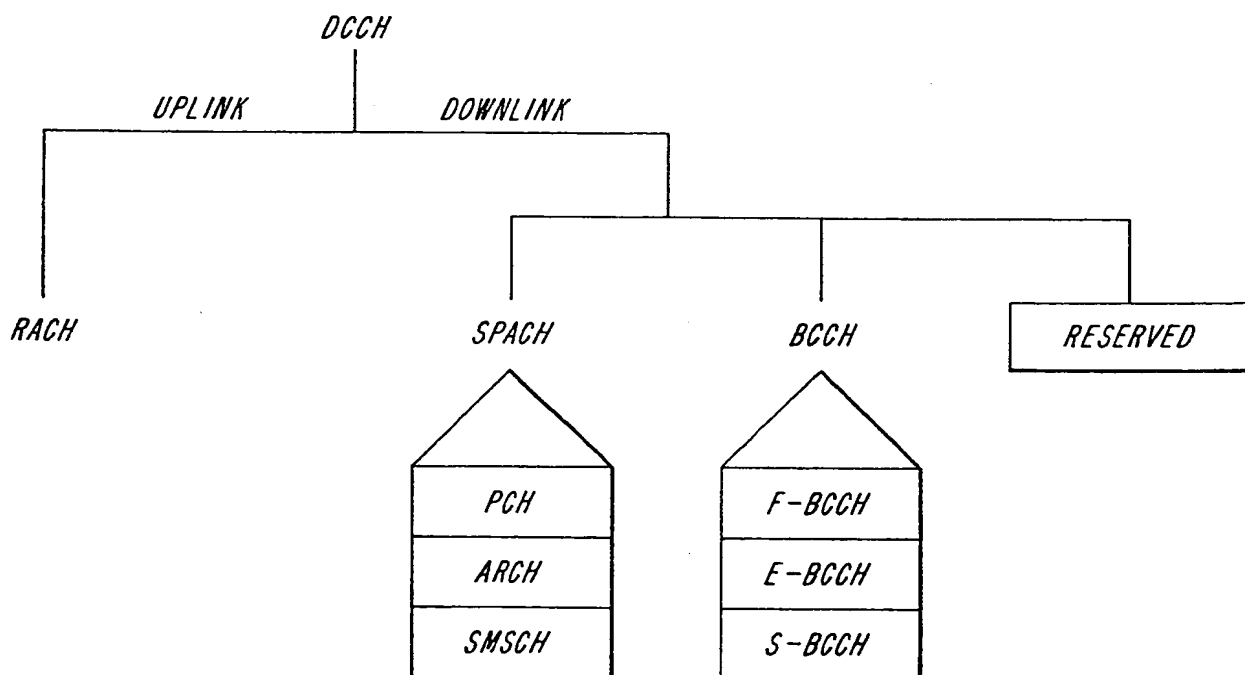 DCCH
UPLINK DOWNLINK
RACH SPACH BCCH RESERVED
PCH F-BCCH
ARCH E-BCCH
SMSCH S-BCCH